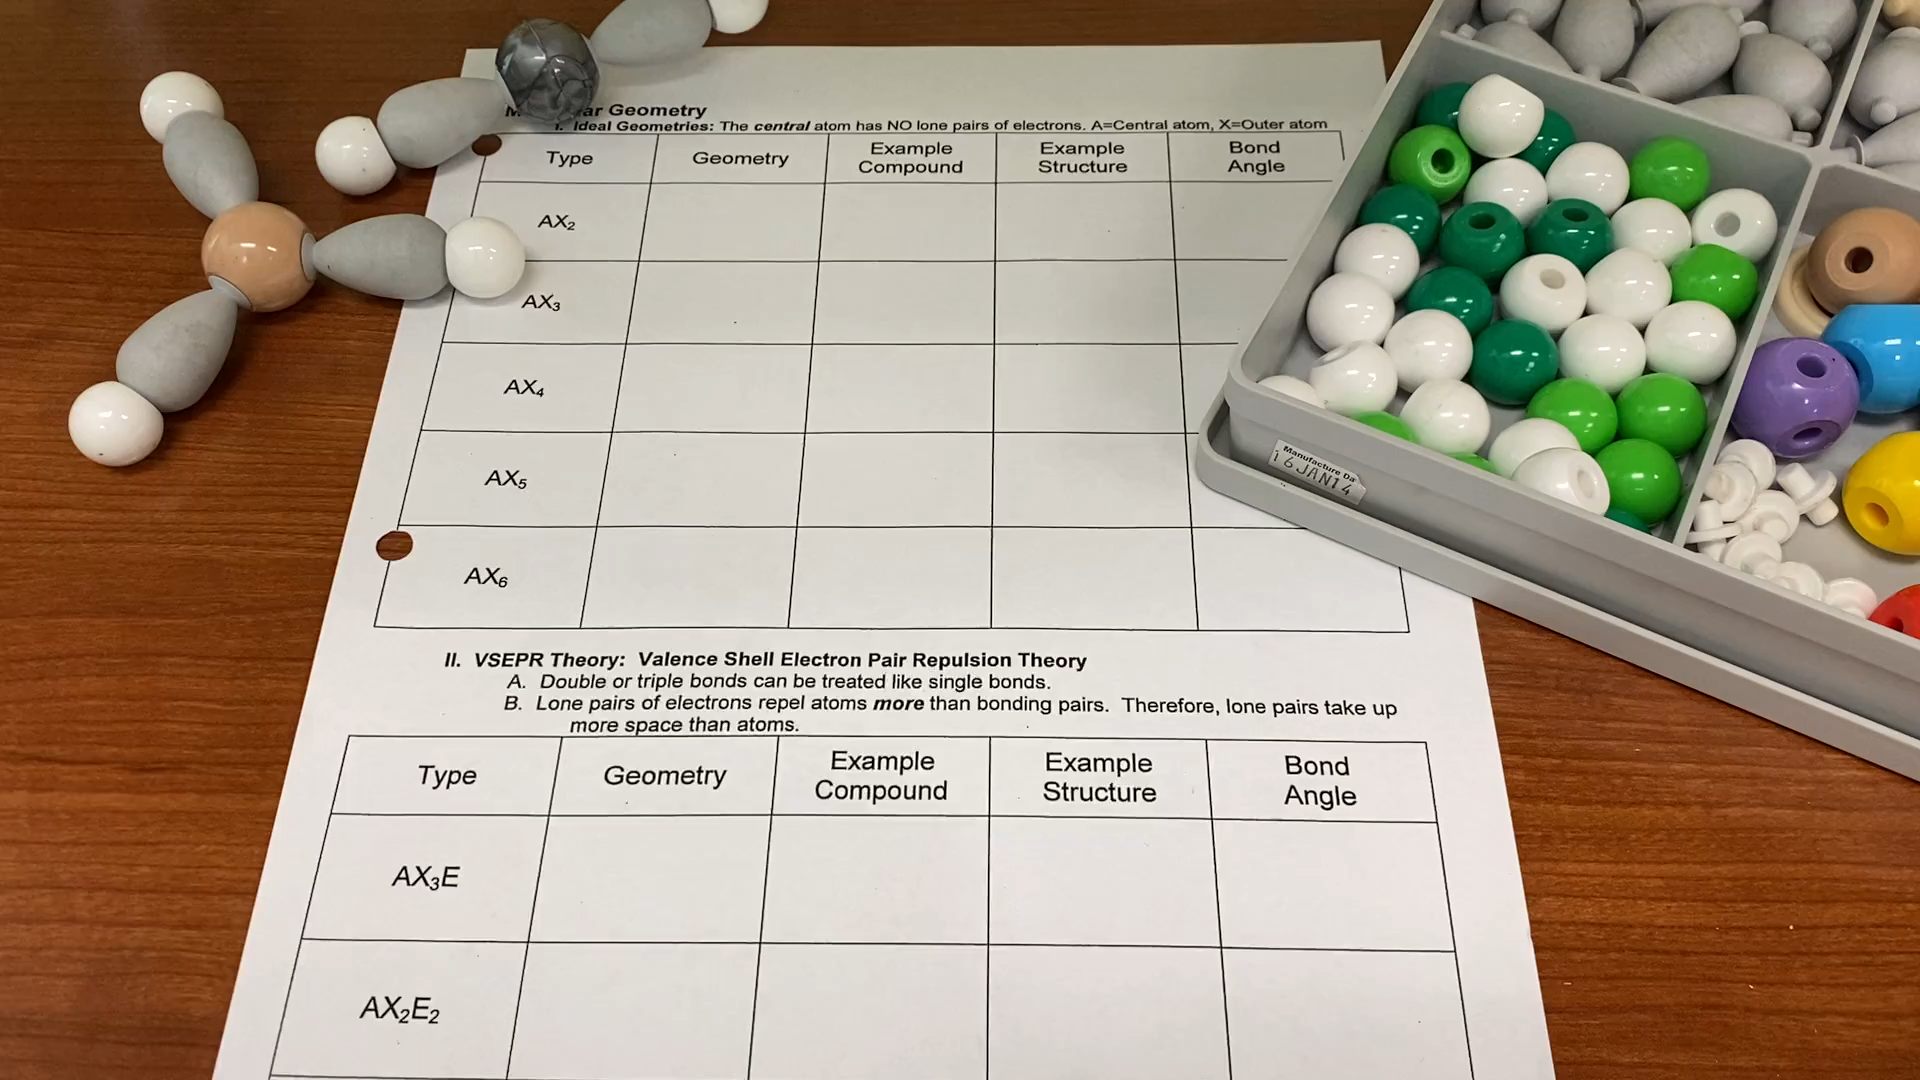 ar Geometry
I. Ideal Geometries: The central atom has NO lone pairs of electrons. A=Central atom, X=Outer atom
Type Geometry Example Compound Example Structure Bond Angle
AX₂
AX₃
AX₄
AX₅
AX₆
II. VSEPR Theory: Valence Shell Electron Pair Repulsion Theory
A. Double or triple bonds can be treated like single bonds.
B. Lone pairs of electrons repel atoms more than bonding pairs. Therefore, lone pairs take up
more space than atoms.
Type Geometry Example Compound Example Structure Bond Angle
AX₃E
AX₂E₂
Manufacture Da
16JAN14